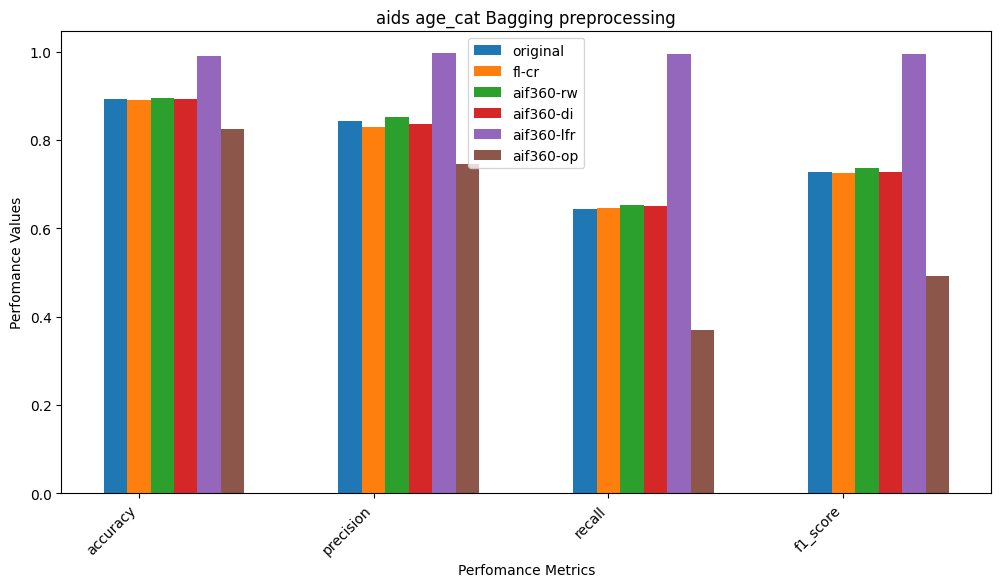 aids age_cat Bagging preprocessing
original
fl-cr
aif360-rw
aif360-di
aif360-lfr
aif360-op
Perfomance Values
1.0
0.8
0.6
0.4
0.2
0.0
accuracy
precision
recall
f1_score
Perfomance Metrics